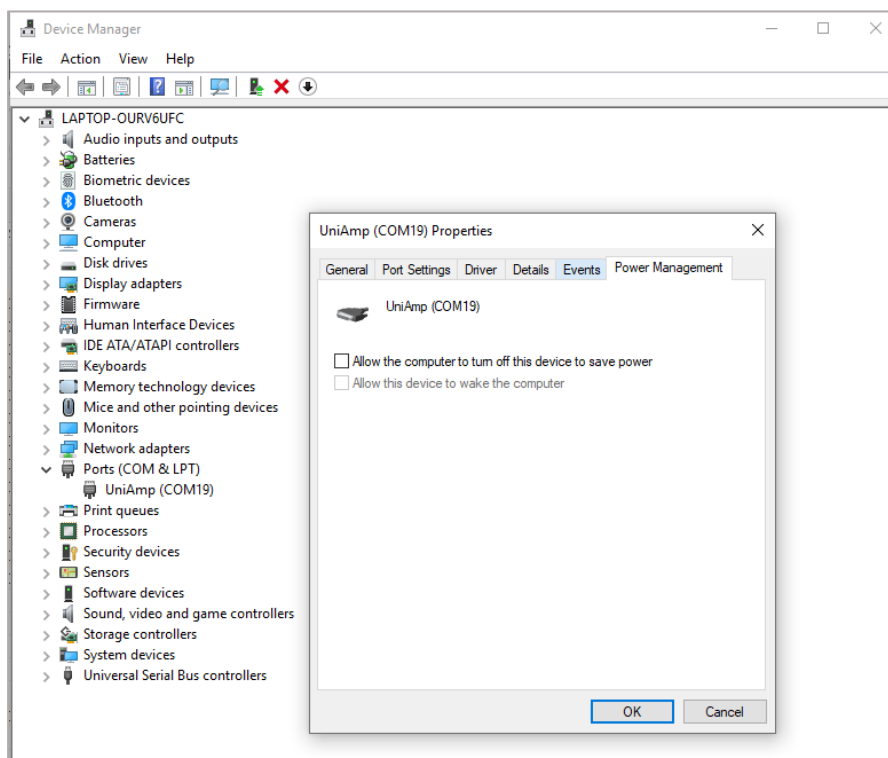 Device Manager
File Action View Help
LAPTOP-OURV6UFC
Audio inputs and outputs
Batteries
Biometric devices
Bluetooth
Cameras
Computer
Disk drives
Display adapters
Firmware
Human Interface Devices
IDE ATA/ATAPI controllers
Keyboards
Memory technology devices
Mice and other pointing devices
Monitors
Network adapters
Ports (COM & LPT)
UniAmp (COM19)
Print queues
Processors
Security devices
Sensors
Software devices
Sound, video and game controllers
Storage controllers
System devices
Universal Serial Bus controllers
UniAmp (COM19) Properties
General Port Settings Driver Details Events Power Management
UniAmp (COM19)
Allow the computer to turn off this device to save power
Allow this device to wake the computer
OK Cancel